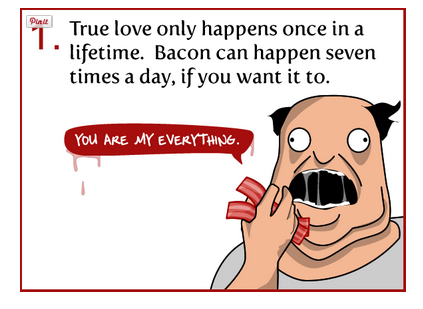 Pin it
1. True love only happens once in a
lifetime. Bacon can happen seven
times a day, if you want it to.
YOU ARE MY EVERYTHING.